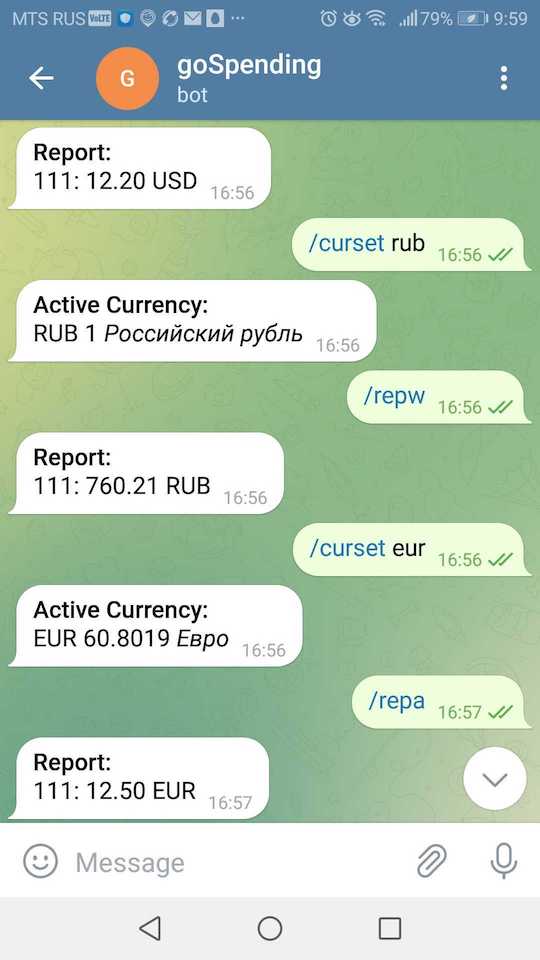 MTS RUS VoLTE ... 79% 9:59
G goSpending
bot
Report:
111: 12.20 USD 16:56
/curset rub 16:56
Active Currency:
RUB 1 Российский рубль 16:56
/repw 16:56
Report:
111: 760.21 RUB 16:56
/curset eur 16:56
Active Currency:
EUR 60.8019 Евро 16:56
/repa 16:57
Report:
111: 12.50 EUR 16:57
Message